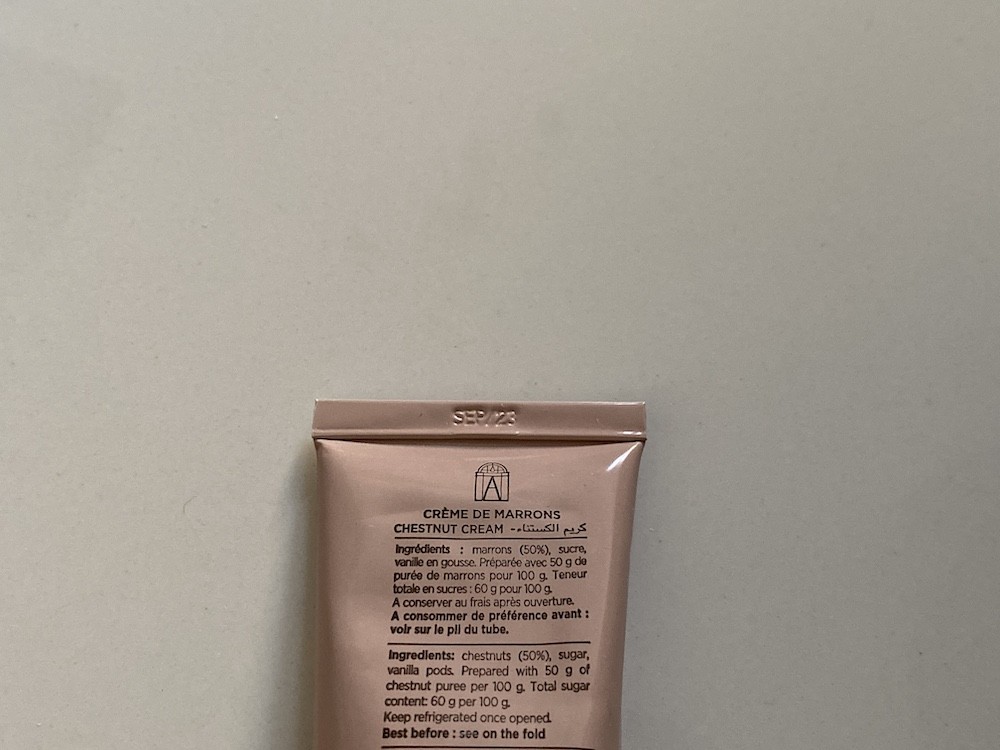 SEP/23
A
CRÈME DE MARRONS
CHESTNUT CREAM - كريم الكستناء
Ingrédients : marrons (50%), sucre,
vanille en gousse. Préparée avec 50 g de
purée de marrons pour 100 g. Teneur
totale en sucres : 60 g pour 100 g.
A conserver au frais après ouverture.
A consommer de préférence avant :
voir sur le pli du tube.
Ingredients: chestnuts (50%), sugar,
vanilla pods. Prepared with 50 g of
chestnut puree per 100 g. Total sugar
content: 60 g per 100 g.
Keep refrigerated once opened.
Best before : see on the fold